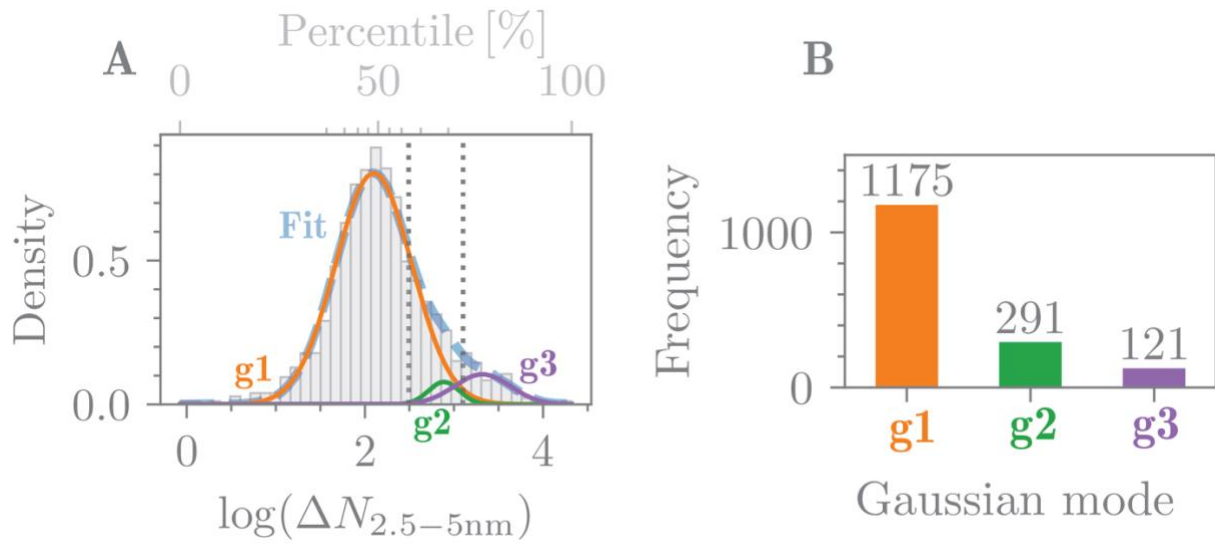 A
Percentile [%]
0 50 100
Density
0.5
0.0
Fit
g1
g2
g3
0 2 4
log(ΔN2.5−5nm)
B
Frequency
1000
0
1175
291
121
g1 g2 g3
Gaussian mode